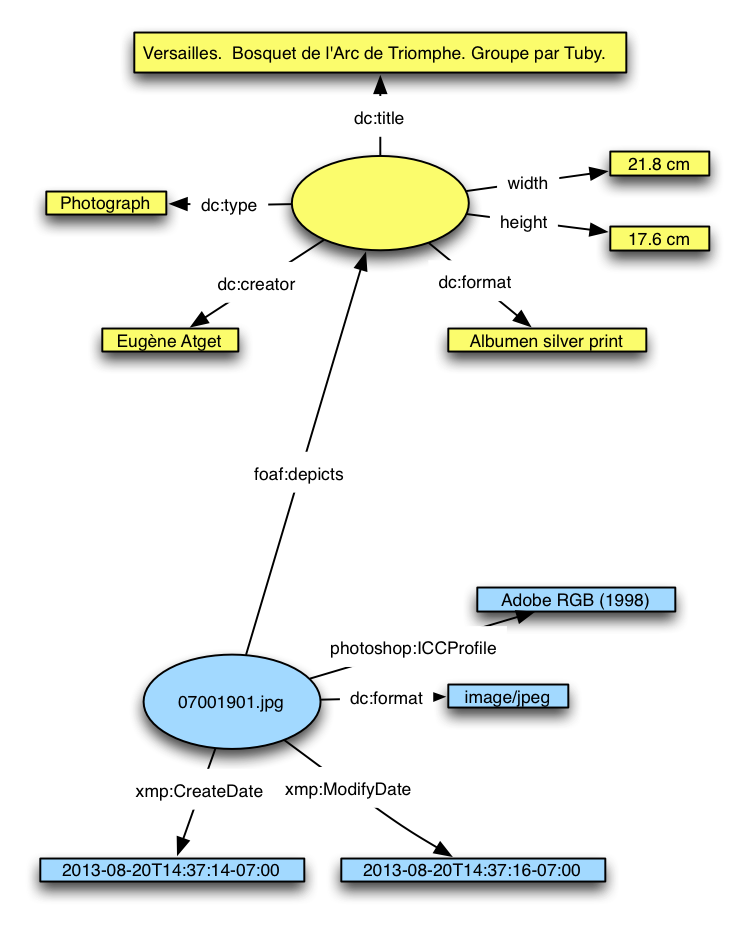 Versailles.  Bosquet de l'Arc de Triomphe. Groupe par Tuby.
dc:title
21.8 cm
width
Photograph
dc:type
height
17.6 cm
dc:creator
dc:format
Eugène Atget
Albumen silver print
foaf:depicts
Adobe RGB (1998)
photoshop:ICCProfile
07001901.jpg
dc:format
image/jpeg
xmp:CreateDate
xmp:ModifyDate
2013-08-20T14:37:14-07:00
2013-08-20T14:37:16-07:00